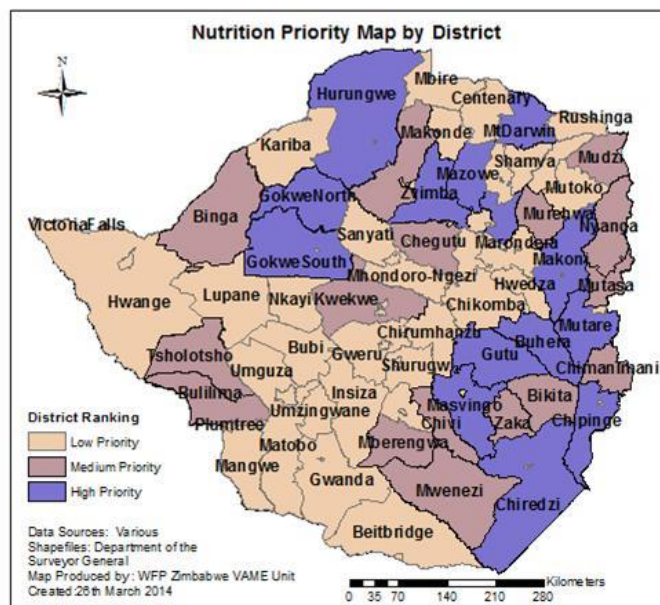 Nutrition Priority Map by District
N
Mbire
Hurungwe
Centenary
Rushinga
Makonde
MtDarwin
Kariba
Shamva
Mudzi
Mazowe
Zvimba
Mutoko
GokweNorth
Binga
Murehwa
Nyanga
VictoriaFalls
Sanyati
Chegutu
Marondera
Makoni
GokweSouth
Mhondoro-Ngezi
Hwedza
Mutasa
Hwange
Lupane
Nkayi
Kwekwe
Chikomba
Chirumhanzu
Mutare
Tsholotsho
Bubi
Gweru
Buhera
Gutu
Shurugwi
Chimanimani
Umguza
Bulilima
Insiza
Bikita
Masvingo
Umzingwane
Zaka
Chipinge
Plumtree
Chivi
Mberengwa
Matobo
Mangwe
Mwenezi
Gwanda
Chiredzi
Beitbridge
District Ranking
Low Priority
Medium Priority
High Priority
Data Sources: Various
Shapefiles: Department of the
Surveyor General
Map Produced by: WFP Zimbabwe VAME Unit
Created:26th March 2014
Kilometers
0 35 70 140 210 280